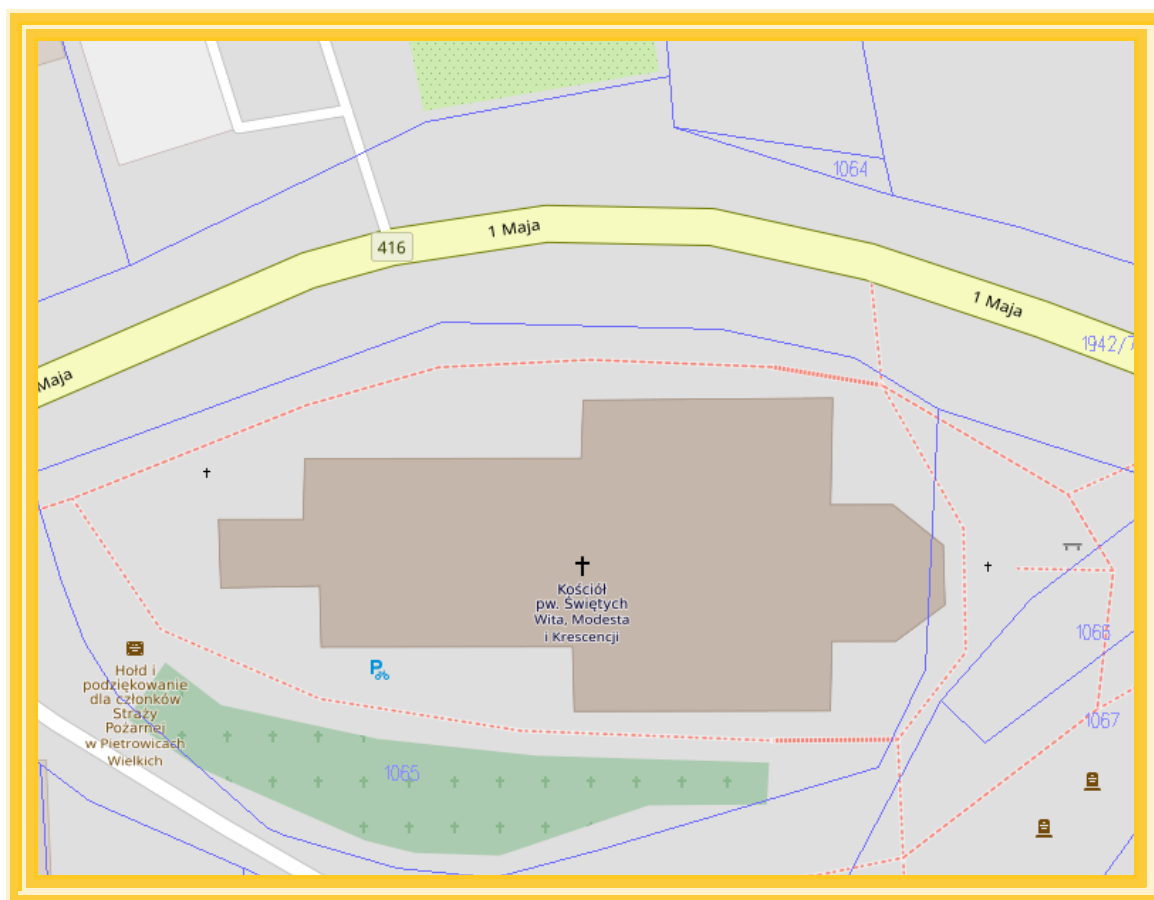 1064
1 Maja
416
1 Maja
1942/7
Maja
Kościół
pw. Świętych
Wita, Modesta
i Krescencji
1066
P
Hołd i
podziękowanie
dla członków
Straży
Pożarnej
w Pietrowicach
Wielkich
1067
1065